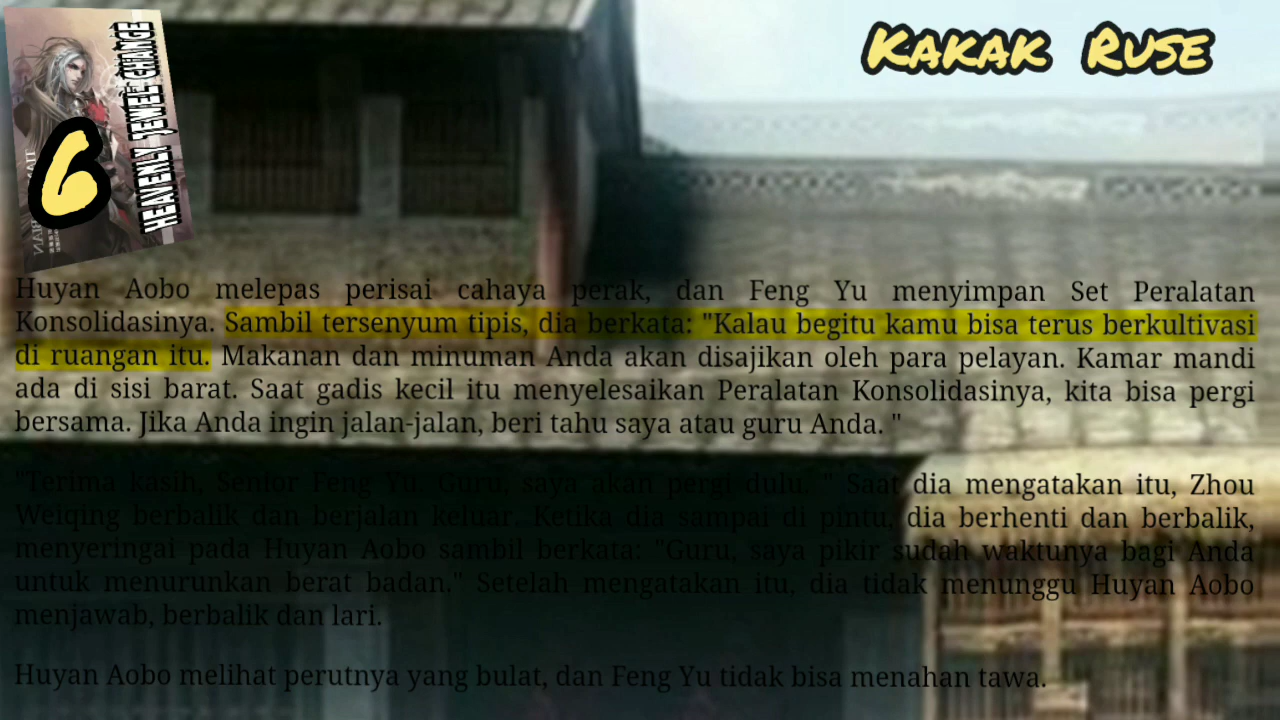 Kakak Ruse
HEAVENLY JEWEL CHANGE
6
Huyan Aobo melepas perisai cahaya perak, dan Feng Yu menyimpan Set Peralatan
Konsolidasinya. Sambil tersenyum tipis, dia berkata: "Kalau begitu kamu bisa terus berkultivasi
di ruangan itu. Makanan dan minuman Anda akan disajikan oleh para pelayan. Kamar mandi
ada di sisi barat. Saat gadis kecil itu menyelesaikan Peralatan Konsolidasinya, kita bisa pergi
bersama. Jika Anda ingin jalan-jalan, beri tahu saya atau guru Anda. "
"Terima kasih, Senior Feng Yu. Guru, saya akan pergi dulu. " Saat dia mengatakan itu, Zhou
Weiqing berbalik dan berjalan keluar. Ketika dia sampai di pintu, dia berhenti dan berbalik,
menyeringai pada Huyan Aobo sambil berkata: "Guru, saya pikir sudah waktunya bagi Anda
untuk menurunkan berat badan." Setelah mengatakan itu, dia tidak menunggu Huyan Aobo
menjawab, berbalik dan lari.
Huyan Aobo melihat perutnya yang bulat, dan Feng Yu tidak bisa menahan tawa.